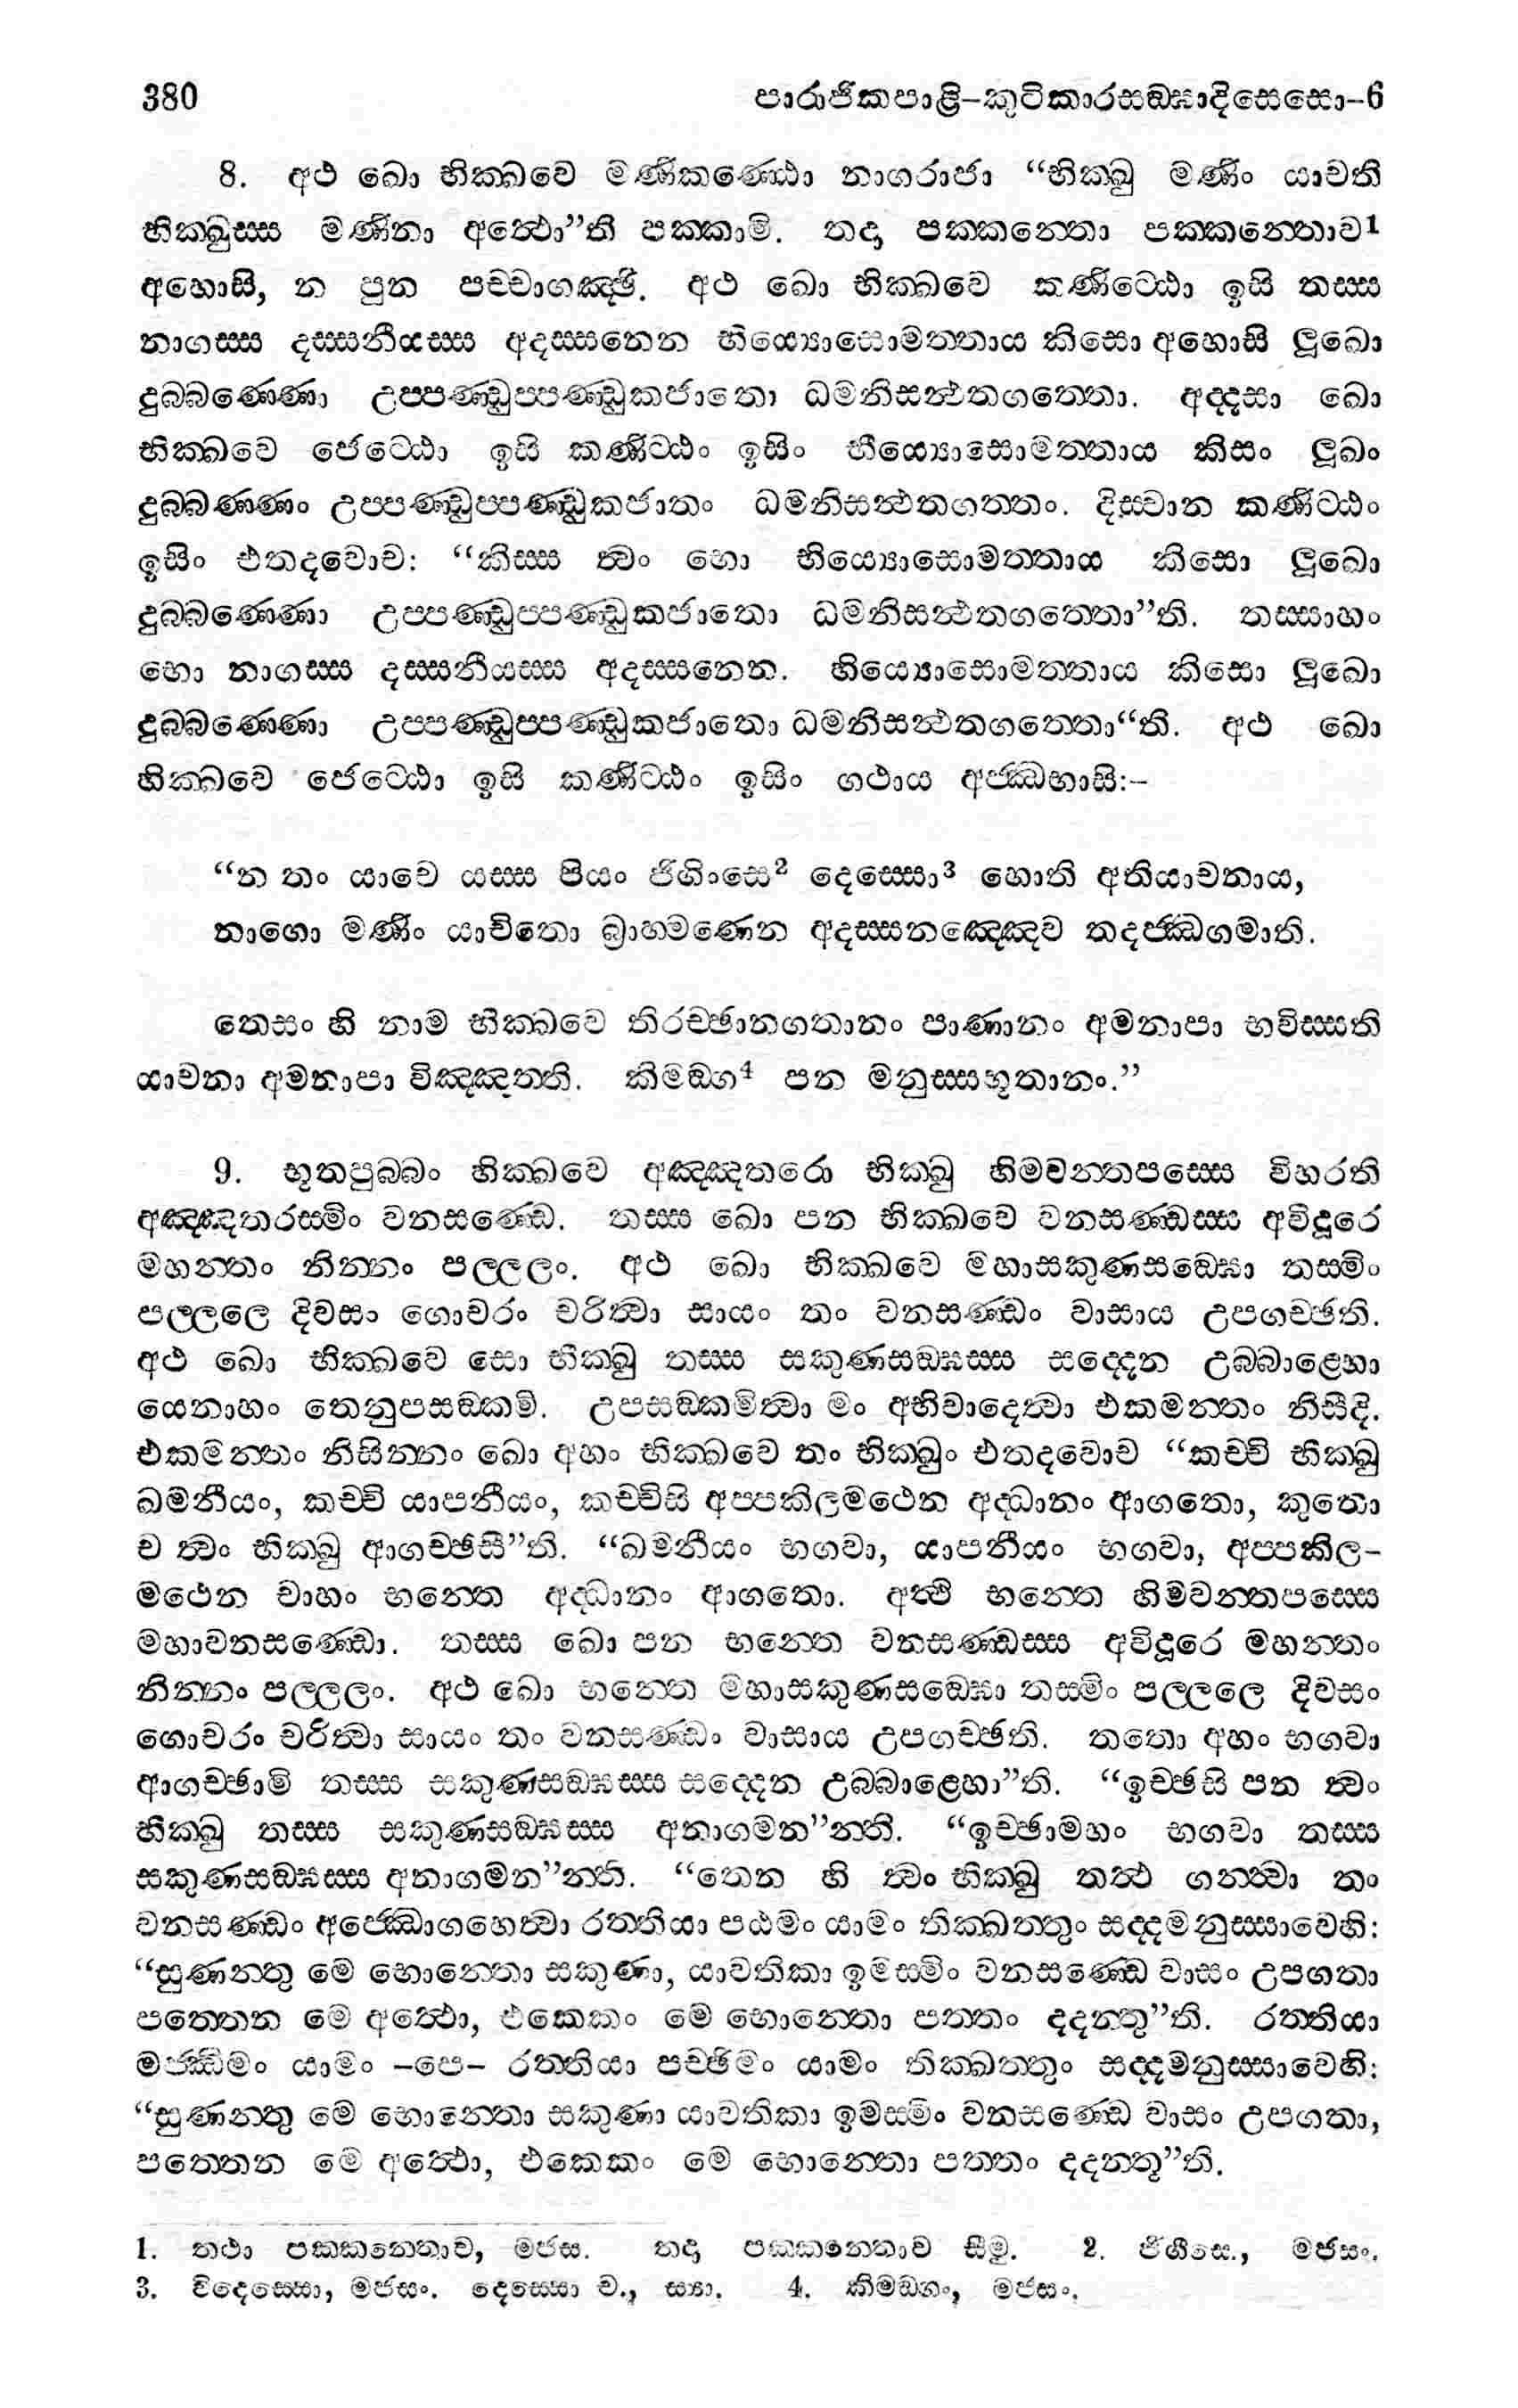 380 පාරාජිකපාළි–කුටිකාරසඞ්ඝාදිසෙසො–6
8. අථ ඛො භික්ඛවෙ මණිකණ්ඨො නාගරාජා “භික්ඛු මණිං යාචති
භික්ඛුස්ස මණිනා අත්ථො”ති පක්කාමි. තදා පක්කන්තො පක්කන්තොව1
අහොසි, න පුන පච්චාගඤ්ඡි. අථ ඛො භික්ඛවෙ කණිට්ඨො ඉසි තස්ස
නාගස්ස දස්සනීයස්ස අදස්සනෙන භිය්‍යොසොමත්තාය කිසො අහොසි ලූඛො
දුබ්බණ්ණො උප්පණ්ඩුප්පණ්ඩුකජාතො ධමනිසන්‍ථතගත්තො. අද්දසා ඛො
භික්ඛවෙ ජෙට්ඨො ඉසි කණිට්ඨං ඉසිං භීය්‍යොසොමත්තාය කිසං ලූඛං
දුබ්බණ්ණං උප්පණ්ඩුප්පණ්ඩුකජාතං ධමනිසන්‍ථතගත්තං. දිස්වාන කණිට්ඨං
ඉසිං එතදවොච: “කිස්ස ත්‍වං භො භිය්‍යොසොමත්තාය කිසො ලූඛො
දුබ්බණ්ණො උප්පණ්ඩුප්පණ්ඩුකජාතො ධමනිසන්‍ථතගත්තො”ති. තස්සාහං
භො නාගස්ස දස්සනීයස්ස අදස්සනෙන. භිය්‍යොසොමත්තාය කිසො ලූඛො
දුබ්බණ්ණො උප්පණ්ඩුප්පණ්ඩුකජාතො ධමනිසන්‍ථතගත්තො“ති. අථ ඛො
භික්ඛවෙ ජෙට්ඨො ඉසි කණිට්ඨං ඉසිං ගථාය අජ්ඣභාසි:–
“න තං යාචෙ යස්ස පියං ජිගිංසෙ2 දෙස්සො3 හොති අතියාචනාය,
නාගො මණිං යාචිතො බ්‍රාහ්මණෙන අදස්සනඤ්ඤෙව තදජ්ඣගමාති.
තෙසං හි නාම භික්ඛවෙ තිරච්ඡානගතානං පාණානං අමනාපා භවිස්සති
යාචනා අමනාපා විඤ්ඤත්ති. කිමඞ්ග4 පන මනුස්සභූතානං.”
9. භූතපුබ්බං භික්ඛවෙ අඤ්ඤතරො භික්ඛු හිමවන්තපස්සෙ විහරති
අඤ්ඤතරස්මිං වනසණ්ඩෙ. තස්ස ඛො පන භික්ඛවෙ වනසණ්ඩස්ස අවිදූරෙ
මහන්තං නින්නං පල්ලලං. අථ ඛො භික්ඛවෙ මහාසකුණසඞ්ඝො තස්මිං
පල්ලලෙ දිවසං ගොචරං චරිත්‍වා සායං තං වනසණ්ඩං වාසාය උපගච්ඡති.
අථ ඛො භික්ඛවෙ සො භික්ඛු තස්ස සකුණසඞ්ඝස්ස සද්දෙන උබ්බාළ්හො
යෙනාහං තෙනුපසඞ්කමි. උපසඞ්කමිත්‍වා මං අභිවාදෙත්‍වා එකමන්තං නිසීදි.
එකමන්තං නිසින්නං ඛො අහං භික්ඛවෙ තං භික්ඛුං එතදවොච “කච්චි භික්ඛු
ඛමනීයං, කච්චි යාපනීයං, කච්චිසි අප්පකිලමථෙන අද්ධානං ආගතො, කුතො
ච ත්‍වං භික්ඛු ආගච්ඡසී”ති. “ඛමනීයං භගවා, යාපනීයං භගවා, අප්පකිල–
මථෙන චාහං භන්තෙ අද්ධානං ආගතො. අත්ථි භන්තෙ හිමවන්තපස්සෙ
මහාවනසණ්ඩො. තස්ස ඛො පන භන්තෙ වනසණ්ඩස්ස අවිදූරෙ මහන්තං
නින්නං පල්ලලං. අථ ඛො භන්තෙ මහාසකුණසඞ්ඝො තස්මිං පල්ලලෙ දිවසං
ගොචරං චරිත්‍වා සායං තං වනසණ්ඩං වාසාය උපගච්ඡති. තතො අහං භගවා
ආගච්ඡාමි තස්ස සකුණසඞ්ඝස්ස සද්දෙන උබ්බාළ්හො”ති. “ඉච්ඡසි පන ත්‍වං
භික්ඛු තස්ස සකුණසඞ්ඝස්ස අනාගමන”න්ති. “ඉච්ඡාමහං භගවා තස්ස
සකුණසඞ්ඝස්ස අනාගමන”න්ති. “තෙන හි ත්‍වං භික්ඛු තත්‍ථ ගන්ත්‍වා තං
වනසණ්ඩං අජ්ඣොගහෙත්‍වා රත්තියා පඨමං යාමං තික්ඛත්තුං සද්දමනුස්සාවෙහි:
“සුණන්තු මෙ භොන්තො සකුණා, යාවතිකා ඉමස්මිං වනසණ්ඩෙ වාසං උපගතා
පත්තෙන මෙ අත්ථො, එකෙකං මෙ භොන්තො පත්තං දදන්තු”ති. රත්තියා
මජ්ඣිමං යාමං –පෙ– රත්තියා පච්ඡිමං යාමං තික්ඛත්තුං සද්දමනුස්සාවෙහි:
“සුණන්තු මෙ භොන්තො සකුණා යාවතිකා ඉමස්මිං වනසණ්ඩෙ වාසං උපගතා,
පත්තෙන මෙ අත්ථො, එකෙකං මෙ භොන්තො පත්තං දදන්තූ”ති.
1. තථා පක්කන්තොව, මජස. තදා පක්කන්තොව සීමු. 2. ජිගීසෙ., මජසං.
3. විදෙස්සො, මජසං. දෙස්සො ච., ස්‍යා. 4. කිමඞ්ගං, මජසං.